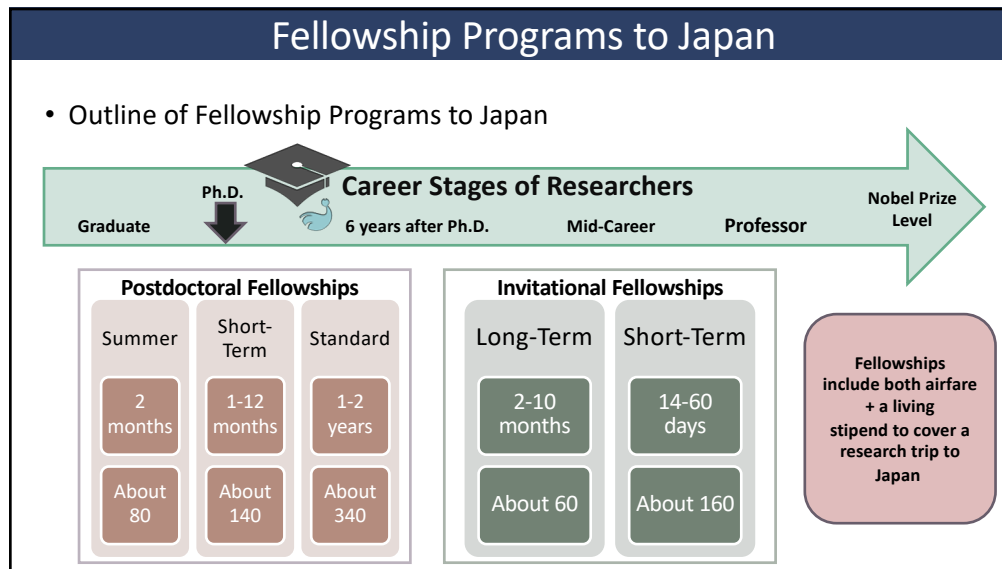 Fellowship Programs to Japan
• Outline of Fellowship Programs to Japan
Career Stages of Researchers
Ph.D.
Graduate
6 years after Ph.D.
Mid-Career
Professor
Nobel Prize
Level
Postdoctoral Fellowships
Summer
Short-
Term
Standard
2
months
1-12
months
1-2
years
About
80
About
140
About
340
Invitational Fellowships
Long-Term
Short-Term
2-10
months
14-60
days
About 60
About 160
Fellowships
include both airfare
+ a living
stipend to cover a
research trip to
Japan